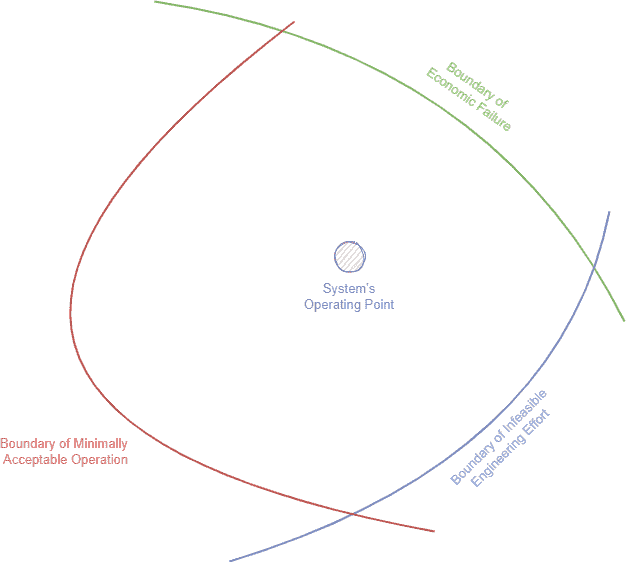 Boundary of
Economic Failure
System's
Operating Point
Boundary of Minimally
Acceptable Operation
Boundary of Infeasible
Engineering Effort